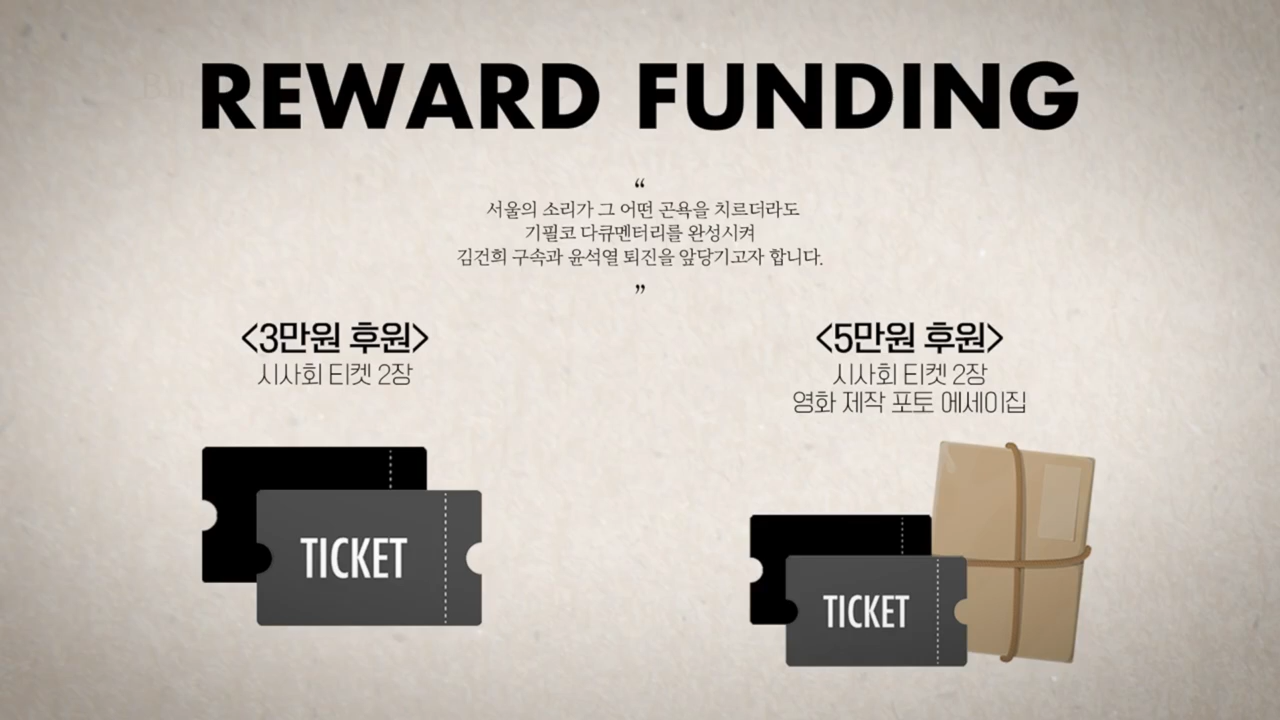 REWARD FUNDING
“
서울의 소리가 그 어떤 곤욕을 치르더라도
기필코 다큐멘터리를 완성시켜
김건희 구속과 윤석열 퇴진을 앞당기고자 합니다.
”
<3만원 후원>
시사회 티켓 2장
<5만원 후원>
시사회 티켓 2장
영화 제작 포토 에세이집
TICKET
TICKET